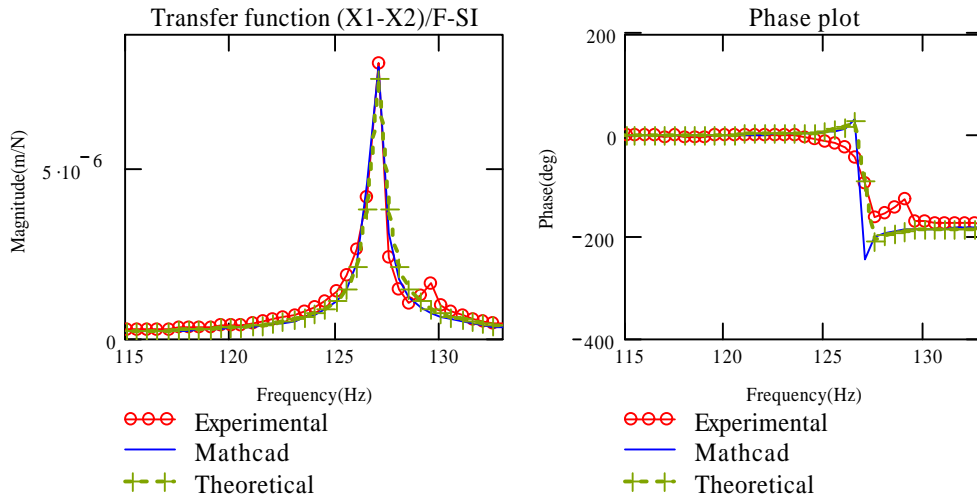 Transfer function (X1-X2)/F-SI
Magnitude(m/N)
5·10⁻⁶
0
115 120 125 130
Frequency(Hz)
Experimental
Mathcad
Theoretical
Phase plot
Phase(deg)
200
0
−200
−400
115 120 125 130
Frequency(Hz)
Experimental
Mathcad
Theoretical